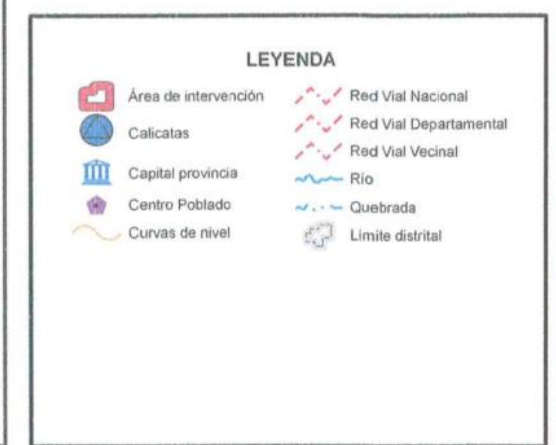 LEYENDA
Área de intervención
Calicatas
Capital provincia
Centro Poblado
Curvas de nivel
Red Vial Nacional
Red Vial Departamental
Red Vial Vecinal
Río
Quebrada
Limite distrital